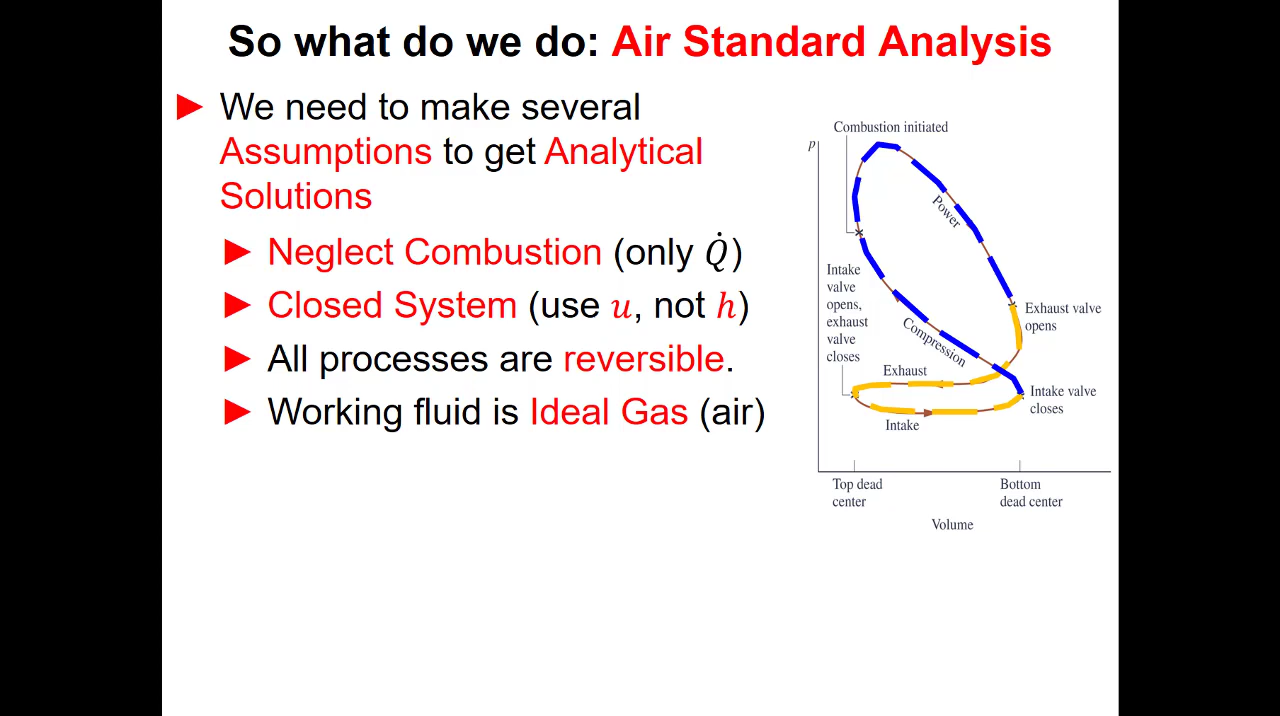 So what do we do: Air Standard Analysis
► We need to make several
Assumptions to get Analytical
Solutions
► Neglect Combustion (only Q̇)
► Closed System (use u, not h)
► All processes are reversible.
► Working fluid is Ideal Gas (air)
Combustion initiated
p
Power
Intake
valve
opens,
exhaust
valve
closes
Compression
Exhaust valve
opens
Exhaust
Intake valve
closes
Intake
Top dead
center
Bottom
dead center
Volume